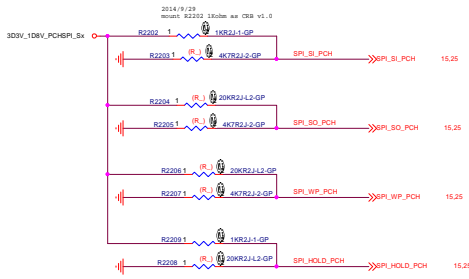 2014/9/29
mount R2202 1Kohm as CRB v1.0
3D3V_1D8V_PCHSPI_Sx
R2202 1 1KR2J-1-GP
R2203 1 (R_) 4K7R2J-2-GP SPI_SI_PCH SPI_SI_PCH 15,25
R2204 1 (R_) 20KR2J-L2-GP
R2205 1 (R_) 4K7R2J-2-GP SPI_SO_PCH SPI_SO_PCH 15,25
R2206 1 (R_) 20KR2J-L2-GP
R2207 1 (R_) 4K7R2J-2-GP SPI_WP_PCH SPI_WP_PCH 15,25
R2209 1 1KR2J-1-GP
R2208 1 (R_) 20KR2J-L2-GP SPI_HOLD_PCH SPI_HOLD_PCH 15,25